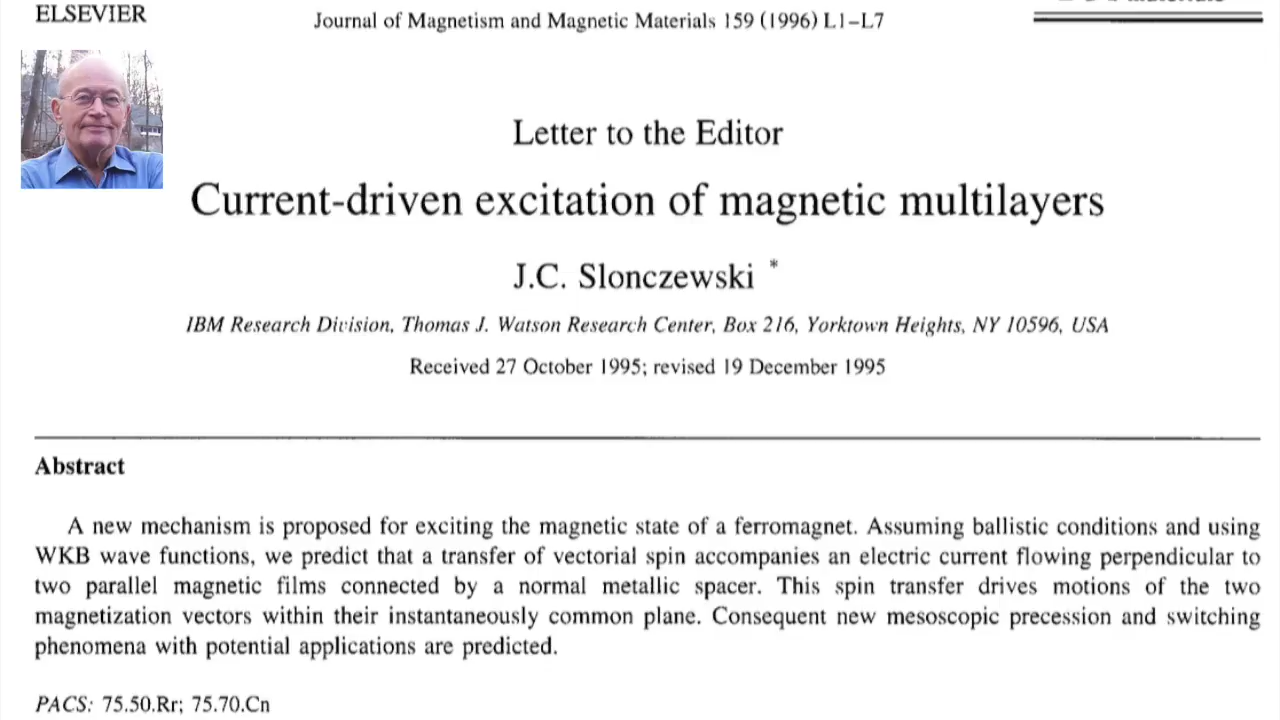 ELSEVIER
Journal of Magnetism and Magnetic Materials 159 (1996) L1–L7
Letter to the Editor
Current-driven excitation of magnetic multilayers
J.C. Slonczewski *
IBM Research Division, Thomas J. Watson Research Center, Box 216, Yorktown Heights, NY 10596, USA
Received 27 October 1995; revised 19 December 1995
Abstract
A new mechanism is proposed for exciting the magnetic state of a ferromagnet. Assuming ballistic conditions and using
WKB wave functions, we predict that a transfer of vectorial spin accompanies an electric current flowing perpendicular to
two parallel magnetic films connected by a normal metallic spacer. This spin transfer drives motions of the two
magnetization vectors within their instantaneously common plane. Consequent new mesoscopic precession and switching
phenomena with potential applications are predicted.
PACS: 75.50.Rr; 75.70.Cn